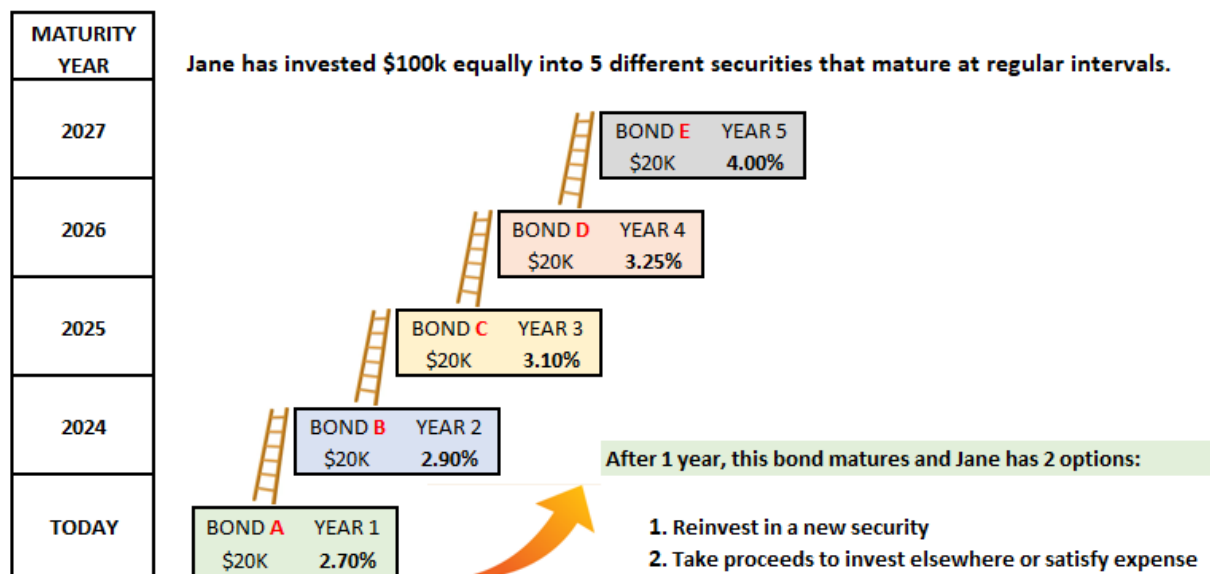 MATURITY
YEAR
Jane has invested $100k equally into 5 different securities that mature at regular intervals.
2027
BOND E YEAR 5
$20K 4.00%
2026
BOND D YEAR 4
$20K 3.25%
2025
BOND C YEAR 3
$20K 3.10%
2024
BOND B YEAR 2
$20K 2.90%
After 1 year, this bond matures and Jane has 2 options:
TODAY
BOND A YEAR 1
$20K 2.70%
1. Reinvest in a new security
2. Take proceeds to invest elsewhere or satisfy expense